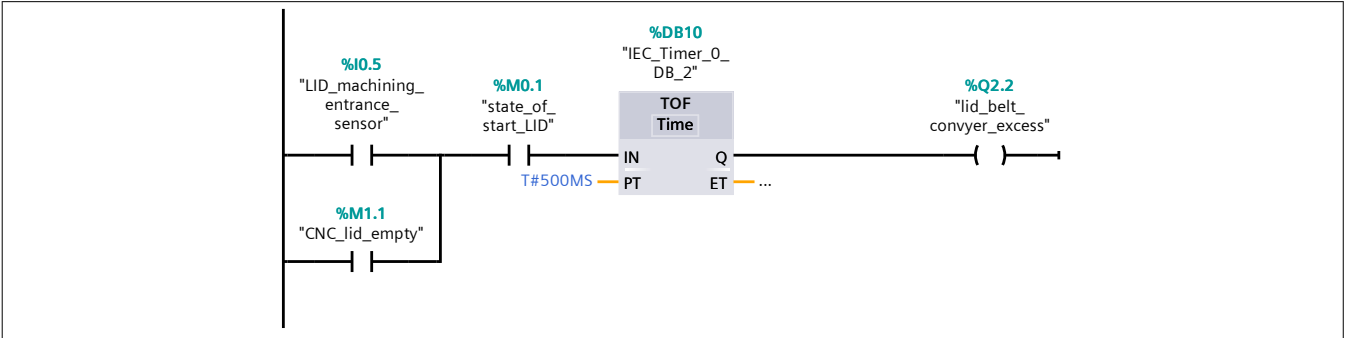 %DB10
"IEC_Timer_0_
DB_2"
%I0.5
"LID_machining_
entrance_
sensor"
%M0.1
"state_of_
start_LID"
TOF
Time
%Q2.2
"lid_belt_
convyer_excess"
IN
Q
T#500MS
PT
ET
...
%M1.1
"CNC_lid_empty"